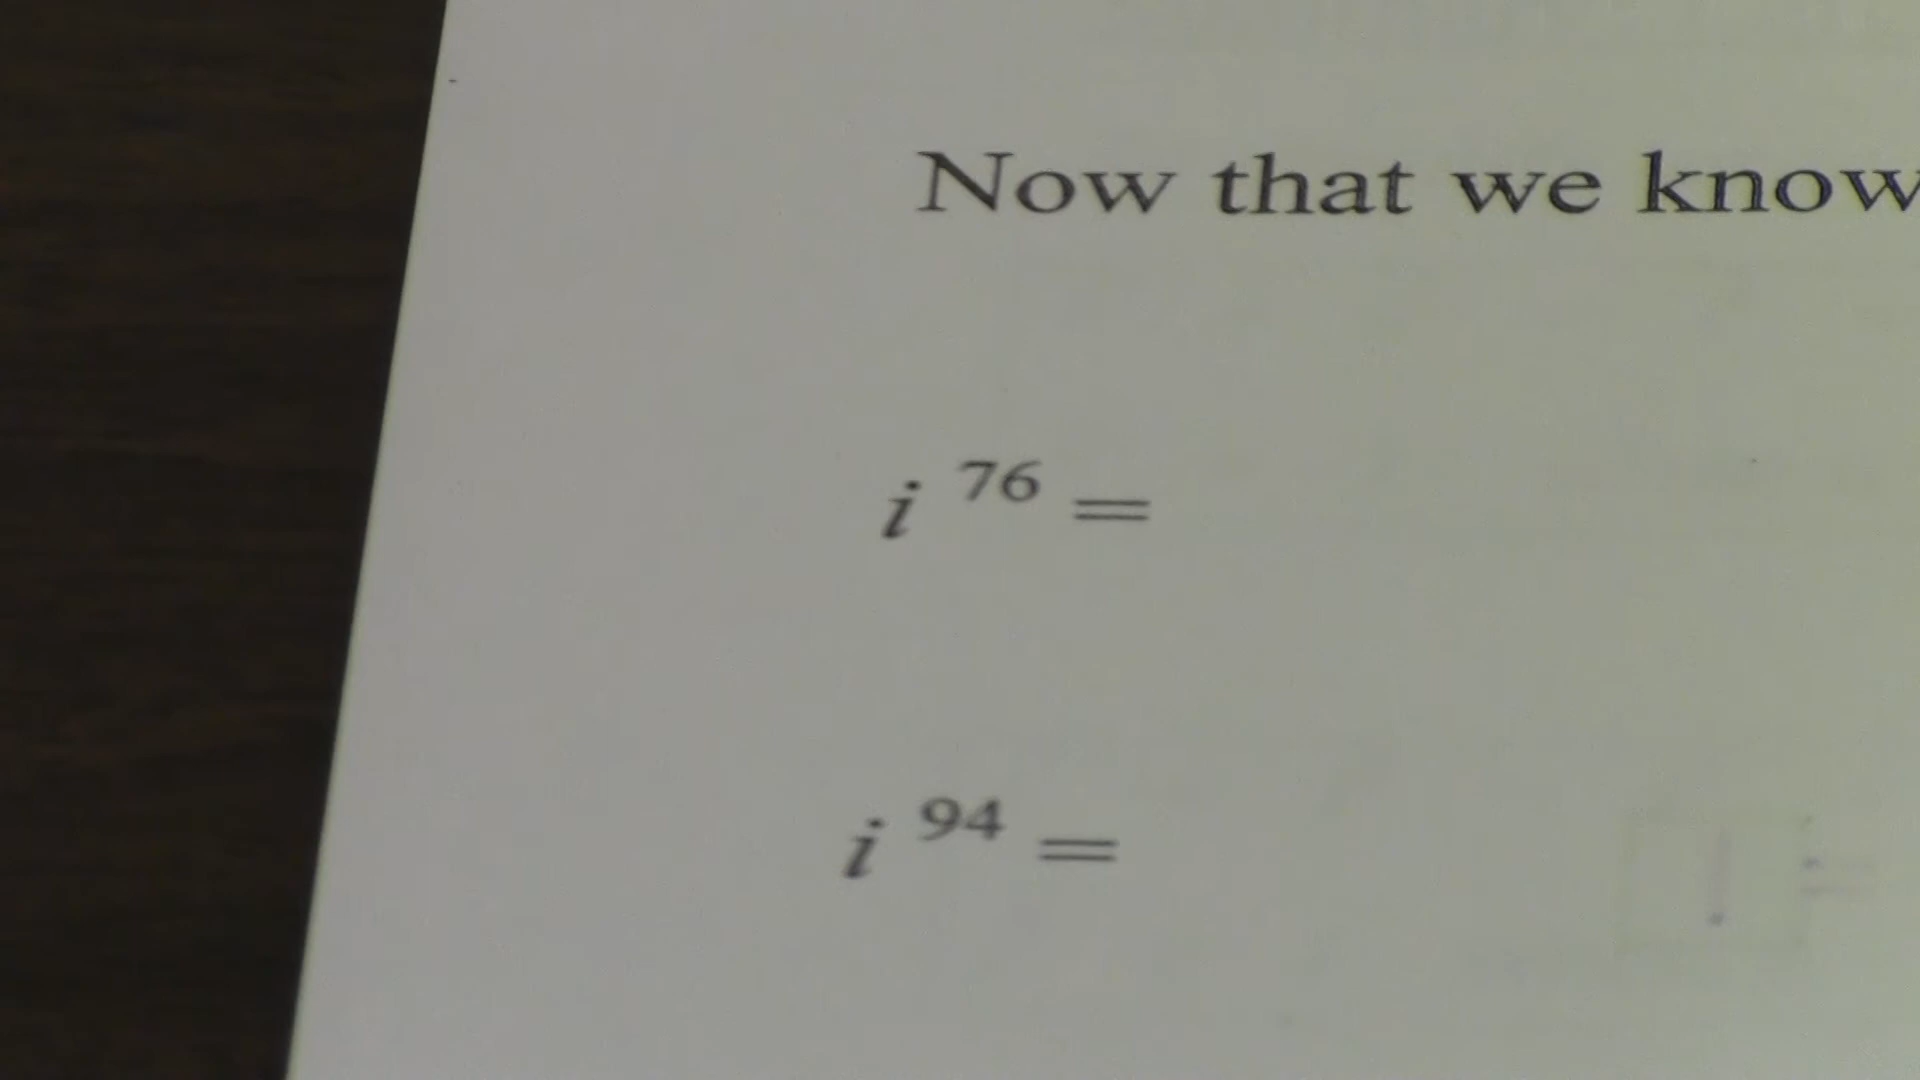 Now that we know
i 76 =
i 94 =